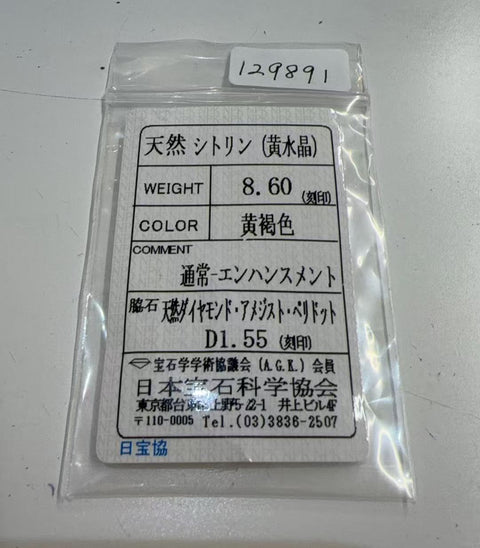 129891
天然 シトリン (黄水晶)
WEIGHT 8.60 (刻印)
COLOR 黄褐色
COMMENT
通常-エンハンスメント
脇石 天然ダイヤモンド・アメジスト・ペリドット
D1.55 (刻印)
宝石学学術協議会 (A.G.K.) 会員
日本宝石科学協会
東京都台東区上野5-22-1 井上ビル4F
〒110-0005 Tel.(03)3836-2507
日宝協